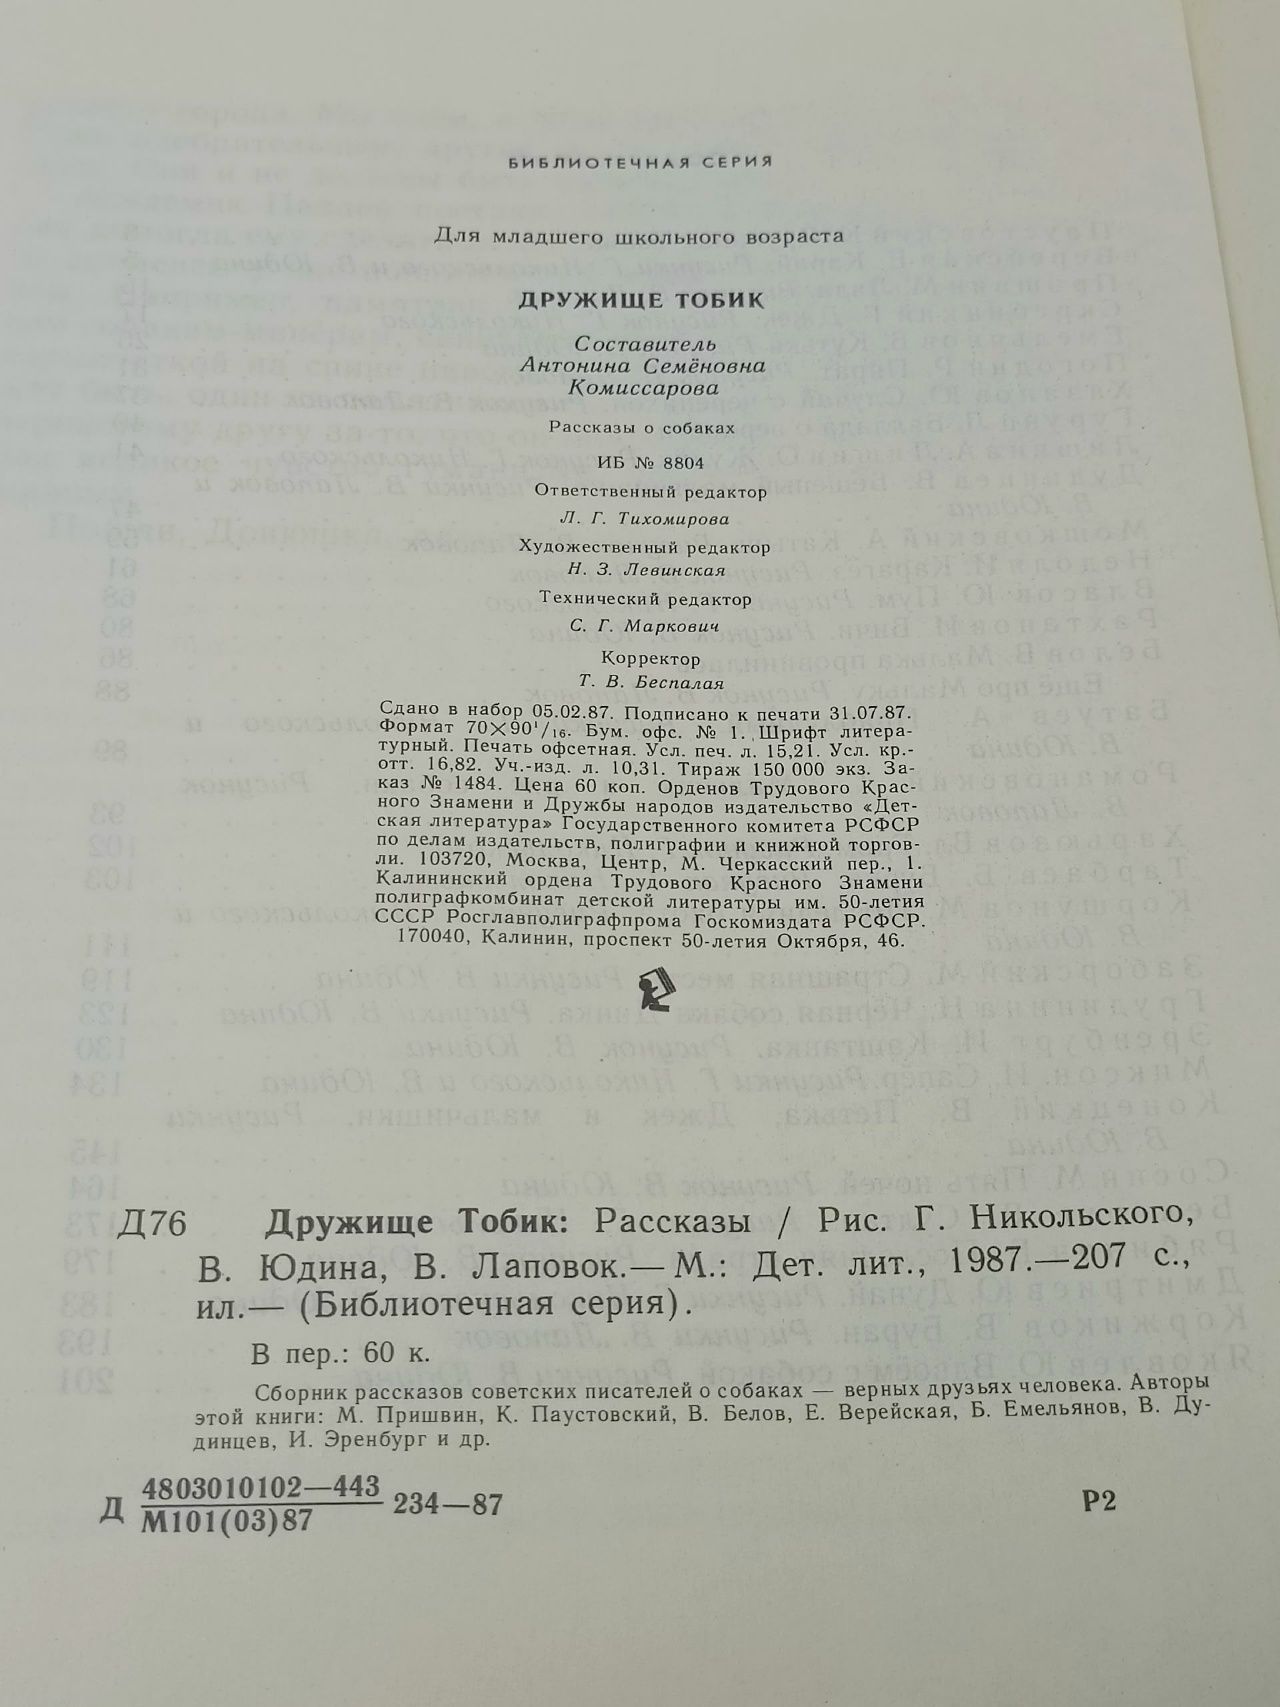 БИБЛИОТЕЧНАЯ СЕРИЯ
Для младшего школьного возраста
ДРУЖИЩЕ ТОБИК
Составитель
Антонина Семёновна
Комиссарова
Рассказы о собаках
ИБ № 8804
Ответственный редактор
Л. Г. Тихомирова
Художественный редактор
Н. З. Левинская
Технический редактор
С. Г. Маркович
Корректор
Т. В. Беспалая
Сдано в набор 05.02.87. Подписано к печати 31.07.87.
Формат 70×90¹/₁₆. Бум. офс. № 1. Шрифт литера-
турный. Печать офсетная. Усл. печ. л. 15,21. Усл. кр.-
отт. 16,82. Уч.-изд. л. 10,31. Тираж 150 000 экз. За-
каз № 1484. Цена 60 коп. Орденов Трудового Крас-
ного Знамени и Дружбы народов издательство «Дет-
ская литература» Государственного комитета РСФСР
по делам издательств, полиграфии и книжной торгов-
ли. 103720, Москва, Центр, М. Черкасский пер., 1.
Калининский ордена Трудового Красного Знамени
полиграфкомбинат детской литературы им. 50-летия
СССР Росглавполиграфпрома Госкомиздата РСФСР.
170040, Калинин, проспект 50-летия Октября, 46.
Д76 Дружище Тобик: Рассказы / Рис. Г. Никольского,
В. Юдина, В. Лаповок.— М.: Дет. лит., 1987.—207 с.,
ил.— (Библиотечная серия).
В пер.: 60 к.
Сборник рассказов советских писателей о собаках — верных друзьях человека. Авторы
этой книги: М. Пришвин, К. Паустовский, В. Белов, Е. Верейская, Б. Емельянов, В. Ду-
динцев, И. Эренбург и др.
Д 4803010102—443 234—87
М101(03)87
Р2